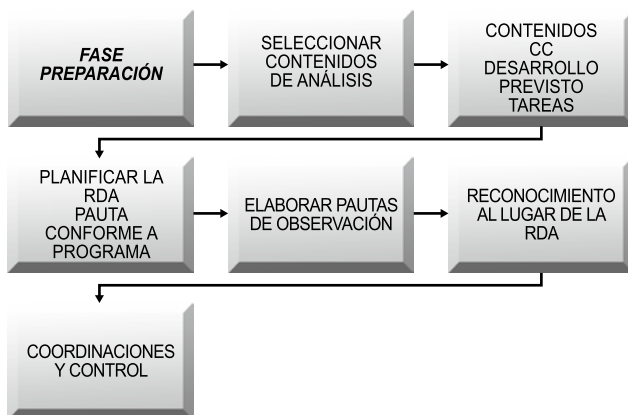 FASE
PREPARACIÓN
SELECCIONAR
CONTENIDOS
DE ANÁLISIS
CONTENIDOS
CC
DESARROLLO
PREVISTO
TAREAS
PLANIFICAR LA
RDA
PAUTA
CONFORME A
PROGRAMA
ELABORAR PAUTAS
DE OBSERVACIÓN
RECONOCIMIENTO
AL LUGAR DE LA
RDA
COORDINACIONES
Y CONTROL